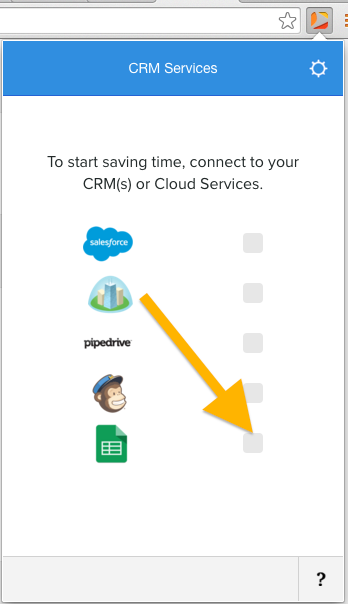 CRM Services
To start saving time, connect to your
CRM(s) or Cloud Services.
salesforce
pipedrive
?